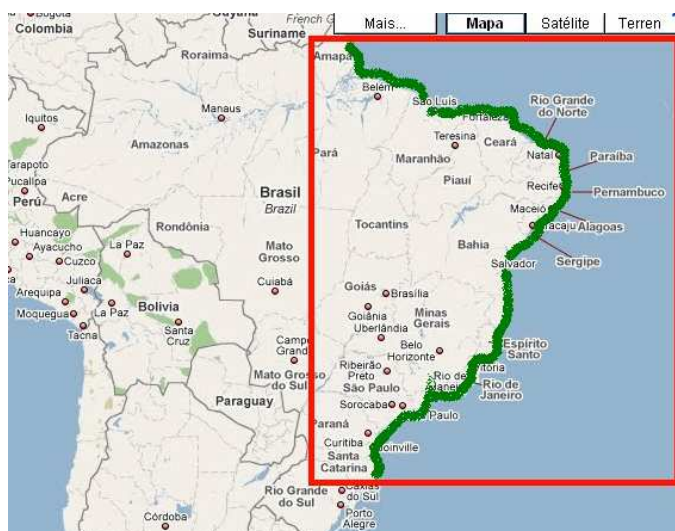 Bogota
Guyana
Colombia
Suriname
French G
Mais...
Mapa
Satélite
Terren
Roraima
Amapá
Belém
São Luís
Fortaleza
Rio Grande
do Norte
Iquitos
Manaus
Teresina
Ceará
Natal
Amazonas
Pará
Maranhão
Paraíba
Tarapoto
Pucallpa
Piauí
Recife
Pernambuco
Perú
Acre
Brasil
Brazil
Maceió
Rondônia
Tocantins
Alagoas
Huancayo
Ayacucho
Cuzco
La Paz
Mato
Grosso
Bahia
Salvador
Sergipe
Arequipa
Juliaca
Moquegua
La Paz
Bolivia
Cuiabá
Goiás
Brasília
Goiânia
Minas
Gerais
Tacna
Santa
Cruz
Uberlândia
Belo
Horizonte
Espírito
Santo
Campo
Grand
Ribeirão
Preto
Rio de
Mato Grosso
do Sul
São Paulo
Rio de
Janeiro
Paraguay
Sorocaba
Paulo
Paraná
Curitiba
Joinville
Santa
Catarina
Rio Grande
do Sul
Caxias
do Sul
Porto
Alegre
Córdoba